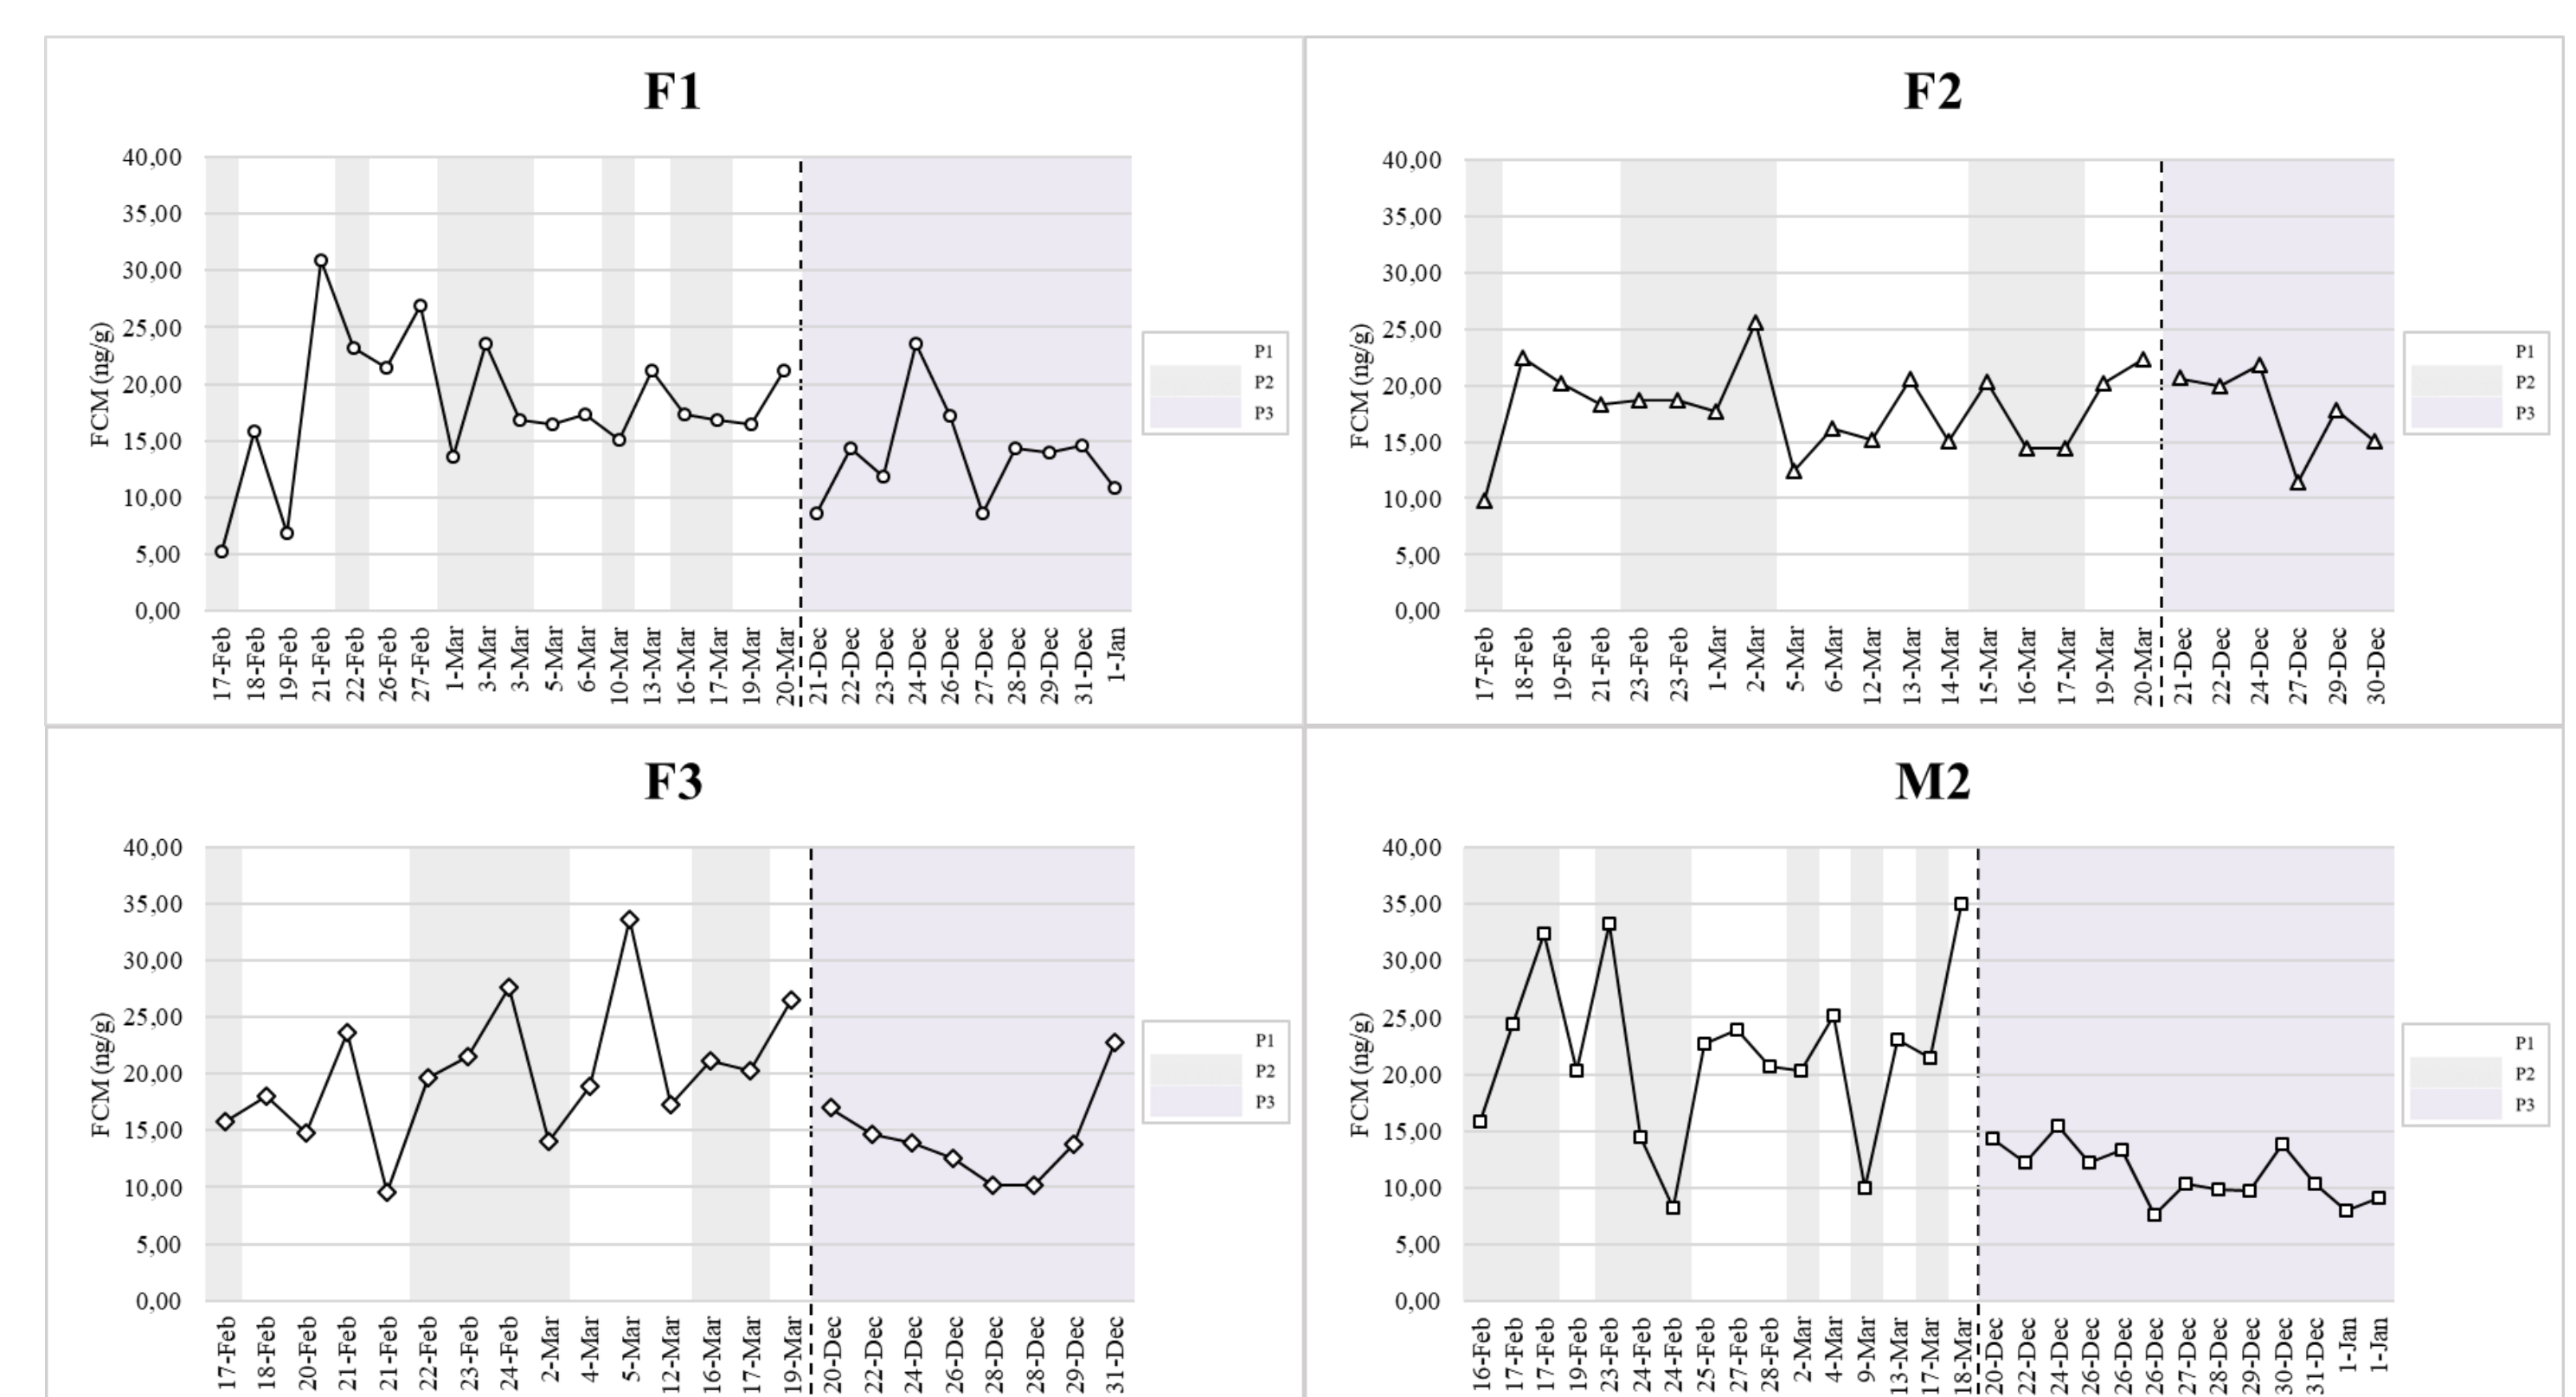 F1
40,00
35,00
30,00
25,00
20,00
15,00
10,00
5,00
0,00
FCM (ng/g)
17-Feb 18-Feb 19-Feb 21-Feb 22-Feb 26-Feb 27-Feb 1-Mar 3-Mar 3-Mar 5-Mar 6-Mar 10-Mar 13-Mar 16-Mar 17-Mar 19-Mar 20-Mar 21-Dec 22-Dec 23-Dec 24-Dec 26-Dec 27-Dec 28-Dec 29-Dec 31-Dec 1-Jan
P1
P2
P3
F2
40,00
35,00
30,00
25,00
20,00
15,00
10,00
5,00
0,00
FCM (ng/g)
17-Feb 18-Feb 19-Feb 21-Feb 23-Feb 23-Feb 1-Mar 2-Mar 5-Mar 6-Mar 12-Mar 13-Mar 14-Mar 15-Mar 16-Mar 17-Mar 19-Mar 20-Mar 21-Dec 22-Dec 24-Dec 27-Dec 29-Dec 30-Dec
P1
P2
P3
F3
40,00
35,00
30,00
25,00
20,00
15,00
10,00
5,00
0,00
FCM (ng/g)
17-Feb 18-Feb 20-Feb 21-Feb 21-Feb 22-Feb 23-Feb 24-Feb 2-Mar 4-Mar 5-Mar 12-Mar 16-Mar 17-Mar 19-Mar 20-Dec 22-Dec 24-Dec 26-Dec 28-Dec 28-Dec 29-Dec 31-Dec
P1
P2
P3
M2
40,00
35,00
30,00
25,00
20,00
15,00
10,00
5,00
0,00
FCM (ng/g)
16-Feb 17-Feb 17-Feb 19-Feb 23-Feb 24-Feb 24-Feb 25-Feb 27-Feb 28-Feb 2-Mar 4-Mar 9-Mar 13-Mar 17-Mar 18-Mar 20-Dec 22-Dec 24-Dec 26-Dec 26-Dec 26-Dec 27-Dec 28-Dec 29-Dec 30-Dec 31-Dec 1-Jan 1-Jan
P1
P2
P3